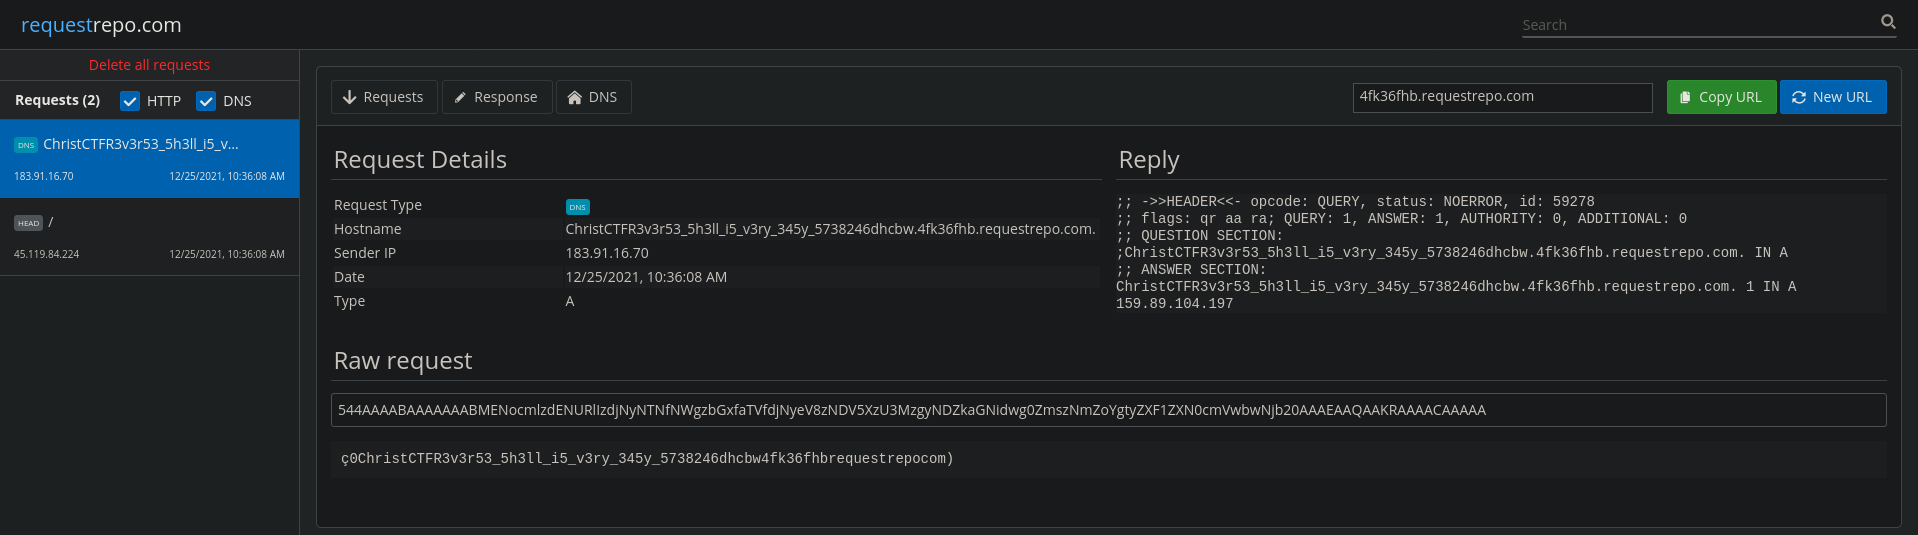 requestrepo.com
Search
Delete all requests
Requests (2) HTTP DNS
DNS ChristCTFR3v3r53_5h3ll_i5_v...
183.91.16.70 12/25/2021, 10:36:08 AM
HEAD /
45.119.84.224 12/25/2021, 10:36:08 AM
Requests Response DNS
4fk36fhb.requestrepo.com Copy URL New URL
Request Details
Request Type DNS
Hostname ChristCTFR3v3r53_5h3ll_i5_v3ry_345y_5738246dhcbw.4fk36fhb.requestrepo.com.
Sender IP 183.91.16.70
Date 12/25/2021, 10:36:08 AM
Type A
Reply
;; ->>HEADER<<- opcode: QUERY, status: NOERROR, id: 59278
;; flags: qr aa ra; QUERY: 1, ANSWER: 1, AUTHORITY: 0, ADDITIONAL: 0
;; QUESTION SECTION:
;ChristCTFR3v3r53_5h3ll_i5_v3ry_345y_5738246dhcbw.4fk36fhb.requestrepo.com. IN A
;; ANSWER SECTION:
ChristCTFR3v3r53_5h3ll_i5_v3ry_345y_5738246dhcbw.4fk36fhb.requestrepo.com. 1 IN A
159.89.104.197
Raw request
544AAAABAAAAAAABMENocmlzdENURlIzdjNyNTNfNWgzbGxfaTVfdjNyeV8zNDV5XzU3MzgyNDZkaGNidwg0ZmszNmZoYgtyZXF1ZXN0cmVwbwNjb20AAAEAAQAAKRAAAACAAAAA
ç0ChristCTFR3v3r53_5h3ll_i5_v3ry_345y_5738246dhcbw4fk36fhbrequestrepocom)